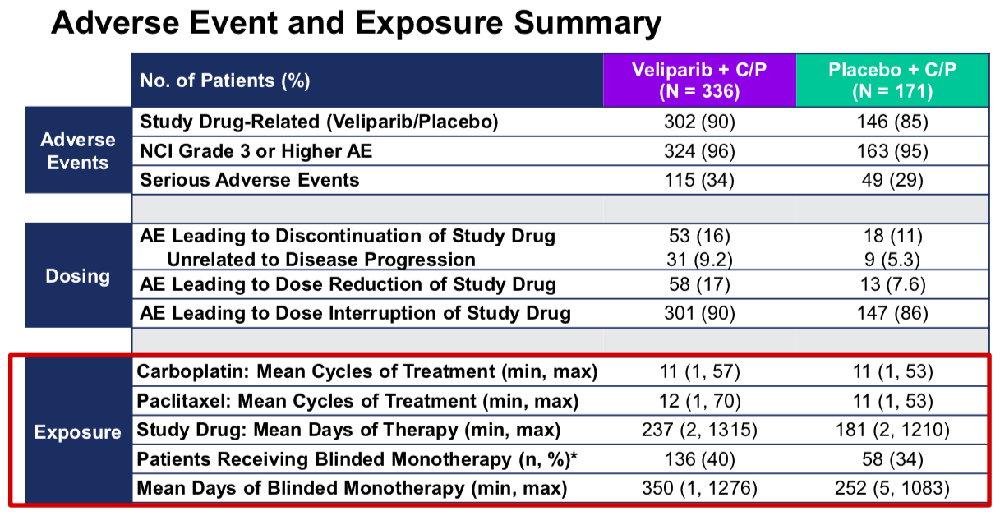 Adverse Event and Exposure Summary
No. of Patients (%)
Veliparib + C/P
(N = 336)
Placebo + C/P
(N = 171)
Adverse
Events
Study Drug-Related (Veliparib/Placebo) 302 (90) 146 (85)
NCI Grade 3 or Higher AE 324 (96) 163 (95)
Serious Adverse Events 115 (34) 49 (29)
Dosing
AE Leading to Discontinuation of Study Drug 53 (16) 18 (11)
Unrelated to Disease Progression 31 (9.2) 9 (5.3)
AE Leading to Dose Reduction of Study Drug 58 (17) 13 (7.6)
AE Leading to Dose Interruption of Study Drug 301 (90) 147 (86)
Exposure
Carboplatin: Mean Cycles of Treatment (min, max) 11 (1, 57) 11 (1, 53)
Paclitaxel: Mean Cycles of Treatment (min, max) 12 (1, 70) 11 (1, 53)
Study Drug: Mean Days of Therapy (min, max) 237 (2, 1315) 181 (2, 1210)
Patients Receiving Blinded Monotherapy (n, %)* 136 (40) 58 (34)
Mean Days of Blinded Monotherapy (min, max) 350 (1, 1276) 252 (5, 1083)